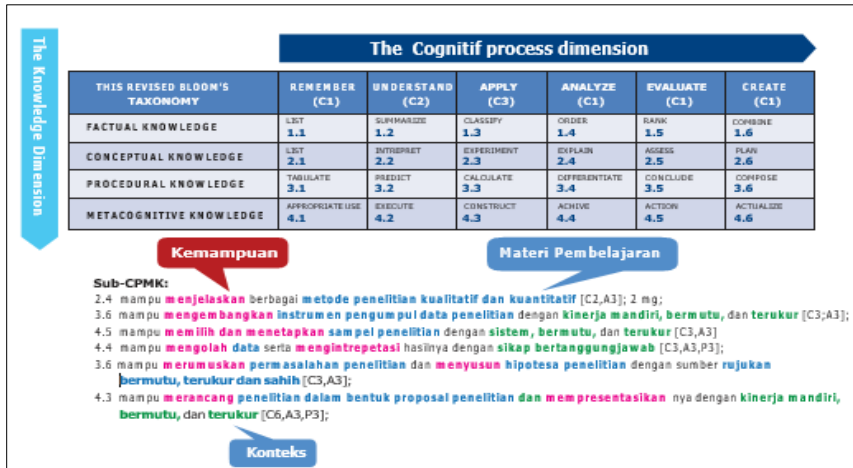 The Cognitif process dimension
The Knowledge Dimension
THIS REVISED BLOOM'S TAXONOMY
REMEMBER (C1)
UNDERSTAND (C2)
APPLY (C3)
ANALYZE (C1)
EVALUATE (C1)
CREATE (C1)
FACTUAL KNOWLEDGE
LIST 1.1
SUMMARIZE 1.2
CLASSIFY 1.3
ORDER 1.4
RANK 1.5
COMBINE 1.6
CONCEPTUAL KNOWLEDGE
LIST 2.1
INTREPRET 2.2
EXPERIMENT 2.3
EXPLAIN 2.4
ASSESS 2.5
PLAN 2.6
PROCEDURAL KNOWLEDGE
TABULATE 3.1
PREDICT 3.2
CALCULATE 3.3
DIFFERENTIATE 3.4
CONCLUDE 3.5
COMPOSE 3.6
METACOGNITIVE KNOWLEDGE
APPROPRIATE USE 4.1
EXECUTE 4.2
CONSTRUCT 4.3
ACHIVE 4.4
ACTION 4.5
ACTUALIZE 4.6
Kemampuan
Materi Pembelajaran
Sub-CPMK:
2.4 mampu menjelaskan berbagai metode penelitian kualitatif dan kuantitatif [C2,A3]; 2 mg;
3.6 mampu mengembangkan instrumen pengumpul data penelitian dengan kinerja mandiri, bermutu, dan terukur [C3;A3];
4.5 mampu memilih dan menetapkan sampel penelitian dengan sistem, bermutu, dan terukur [C3,A3]
4.4 mampu mengolah data serta mengintrepetasi hasilnya dengan sikap bertanggungjawab [C3,A3,P3];
3.6 mampu merumuskan permasalahan penelitian dan menyusun hipotesa penelitian dengan sumber rujukan
bermutu, terukur dan sahih [C3,A3];
4.3 mampu merancang penelitian dalam bentuk proposal penelitian dan mempresentasikan nya dengan kinerja mandiri,
bermutu, dan terukur [C6,A3,P3];
Konteks